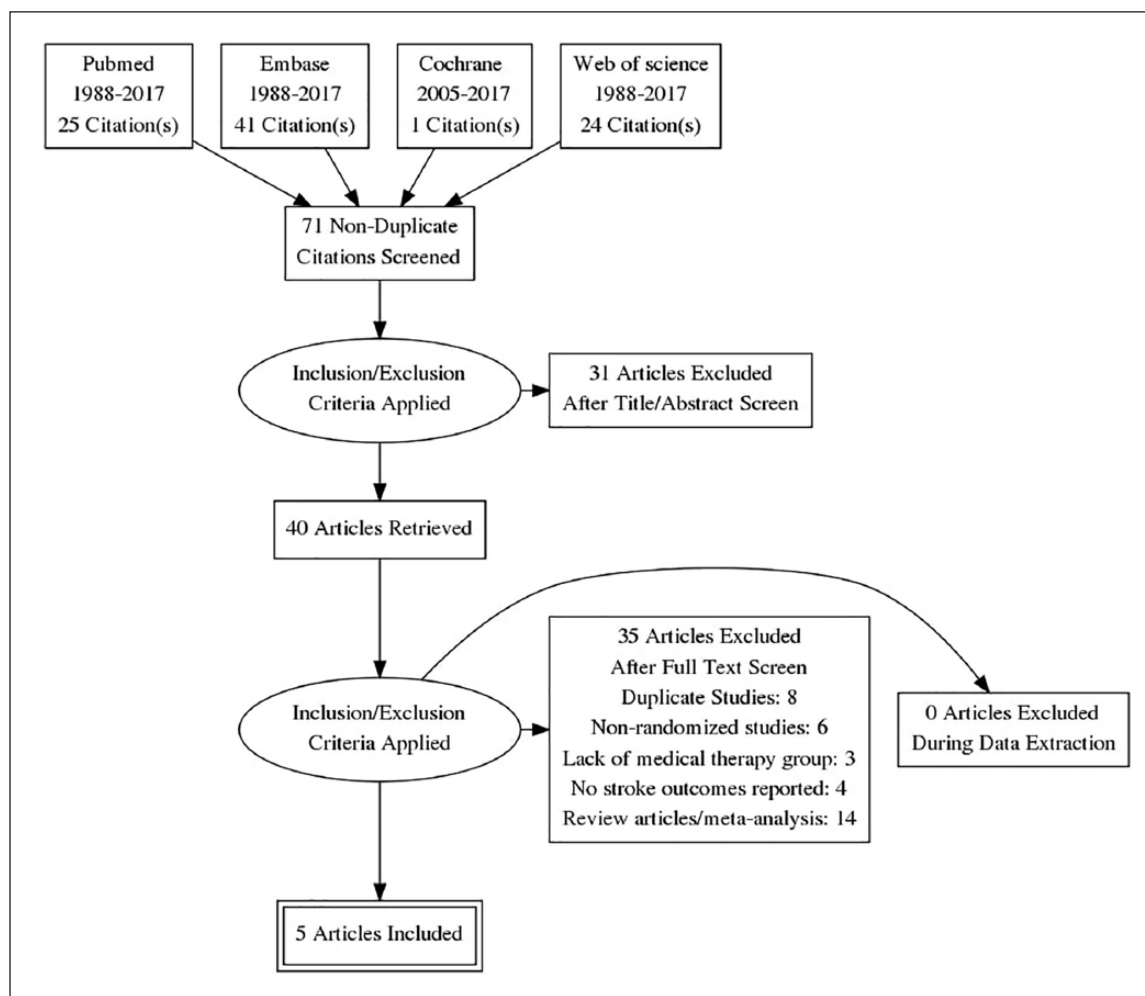 Pubmed
1988-2017
25 Citation(s)
Embase
1988-2017
41 Citation(s)
Cochrane
2005-2017
1 Citation(s)
Web of science
1988-2017
24 Citation(s)
71 Non-Duplicate
Citations Screened
Inclusion/Exclusion
Criteria Applied
31 Articles Excluded
After Title/Abstract Screen
40 Articles Retrieved
Inclusion/Exclusion
Criteria Applied
35 Articles Excluded
After Full Text Screen
Duplicate Studies: 8
Non-randomized studies: 6
Lack of medical therapy group: 3
No stroke outcomes reported: 4
Review articles/meta-analysis: 14
0 Articles Excluded
During Data Extraction
5 Articles Included